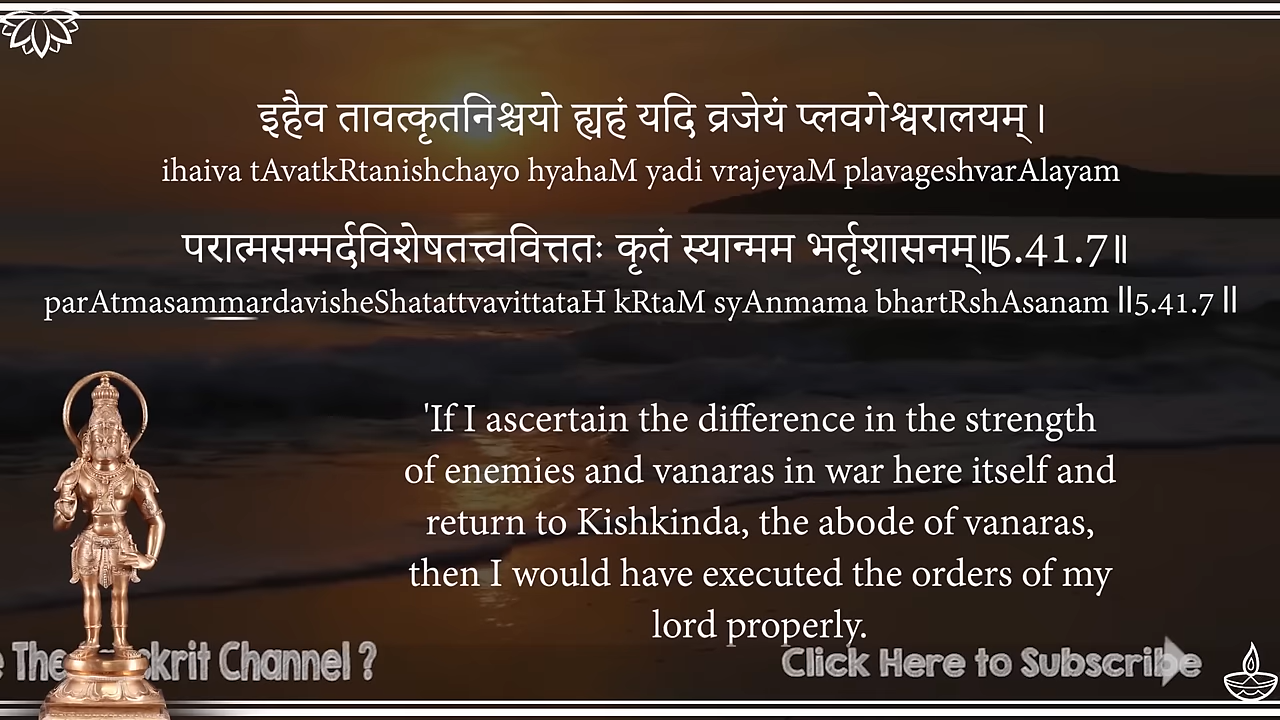 इहैव तावत्कृतनिश्चयो ह्यहं यदि व्रजेयं प्लवगेश्वरालयम् ।
ihaiva tAvatkRtanishchayo hyahaM yadi vrajeyaM plavageshvarAlayam
परात्मसम्मर्दविशेषतत्त्ववित्ततः कृतं स्यान्मम भर्तृशासनम्॥5.41.7॥
parAtmasammardavisheShatattvavittataH kRtaM syAnmama bhartRshAsanam ॥5.41.7 ॥
'If I ascertain the difference in the strength
of enemies and vanaras in war here itself and
return to Kishkinda, the abode of vanaras,
then I would have executed the orders of my
lord properly.
The Channel ?
Click Here to Subscribe